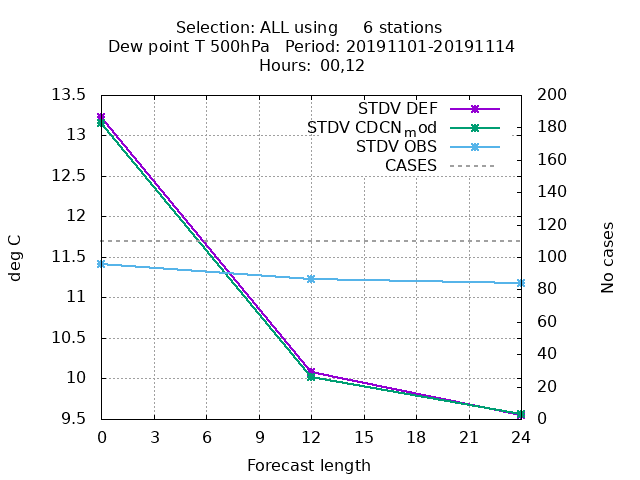 Selection: ALL using     6 stations
Dew point T 500hPa   Period: 20191101-20191114
Hours: 00,12
13.5
13
12.5
12
11.5
11
10.5
10
9.5
deg C
STDV DEF
STDV CDCNmod
STDV OBS
CASES
200
180
160
140
120
100
80
60
40
20
0
No cases
0 3 6 9 12 15 18 21 24
Forecast length